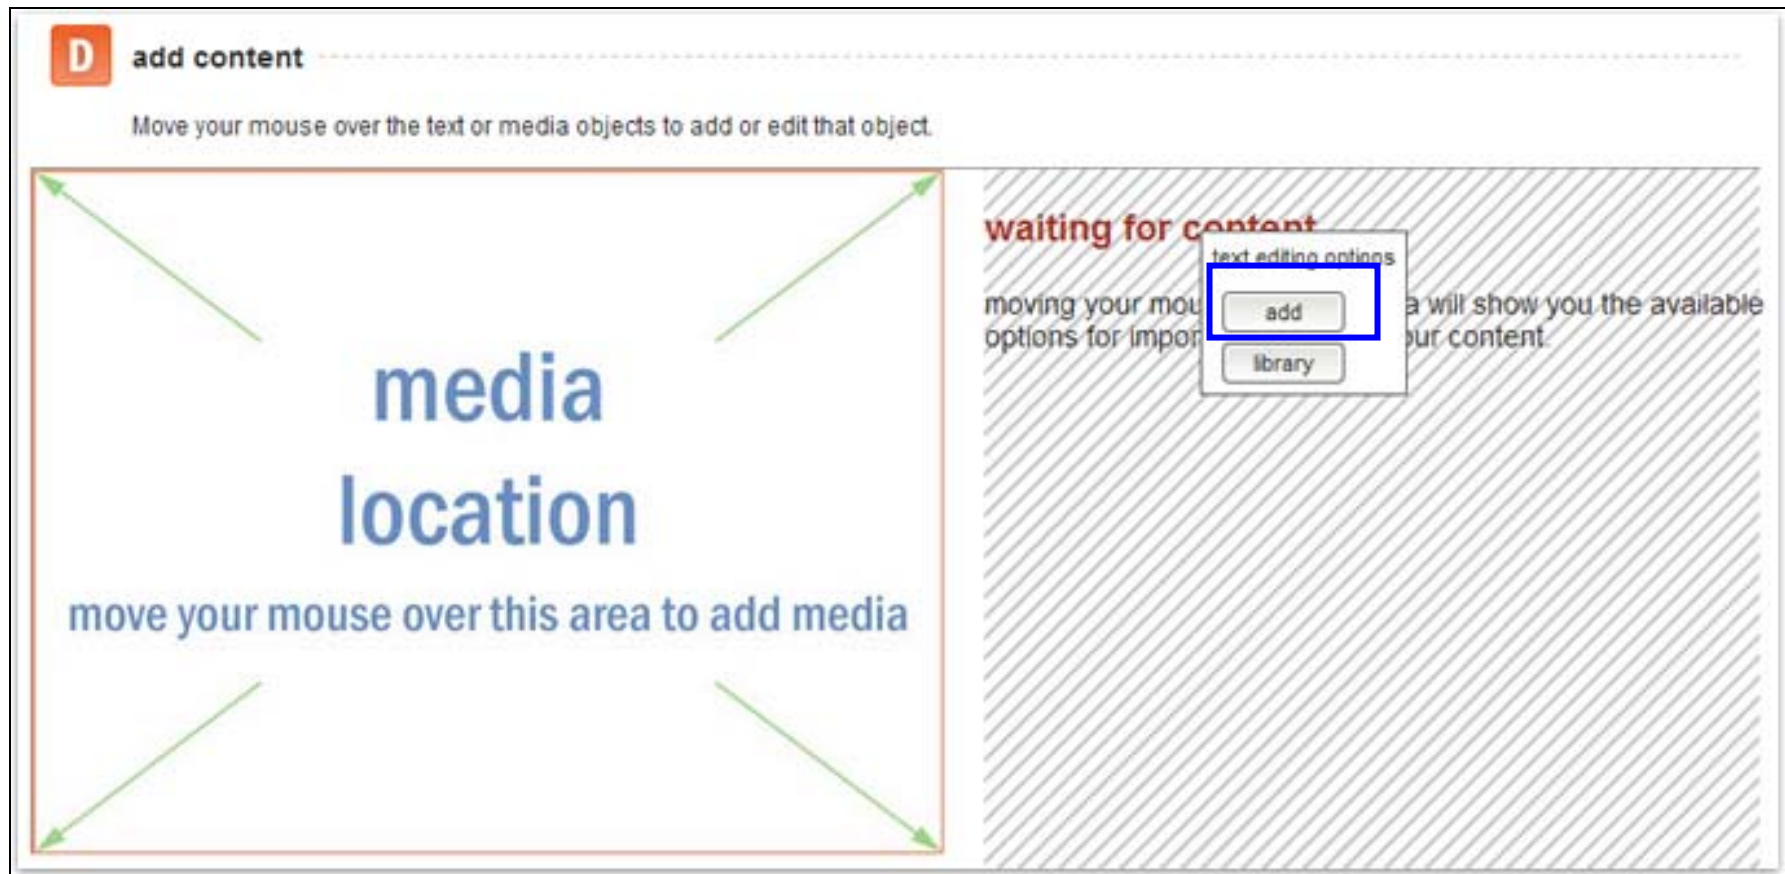 D add content
Move your mouse over the text or media objects to add or edit that object.
media
location
move your mouse over this area to add media
waiting for content
text editing options
moving your mou a will show you the available
add
options for impor our content
library